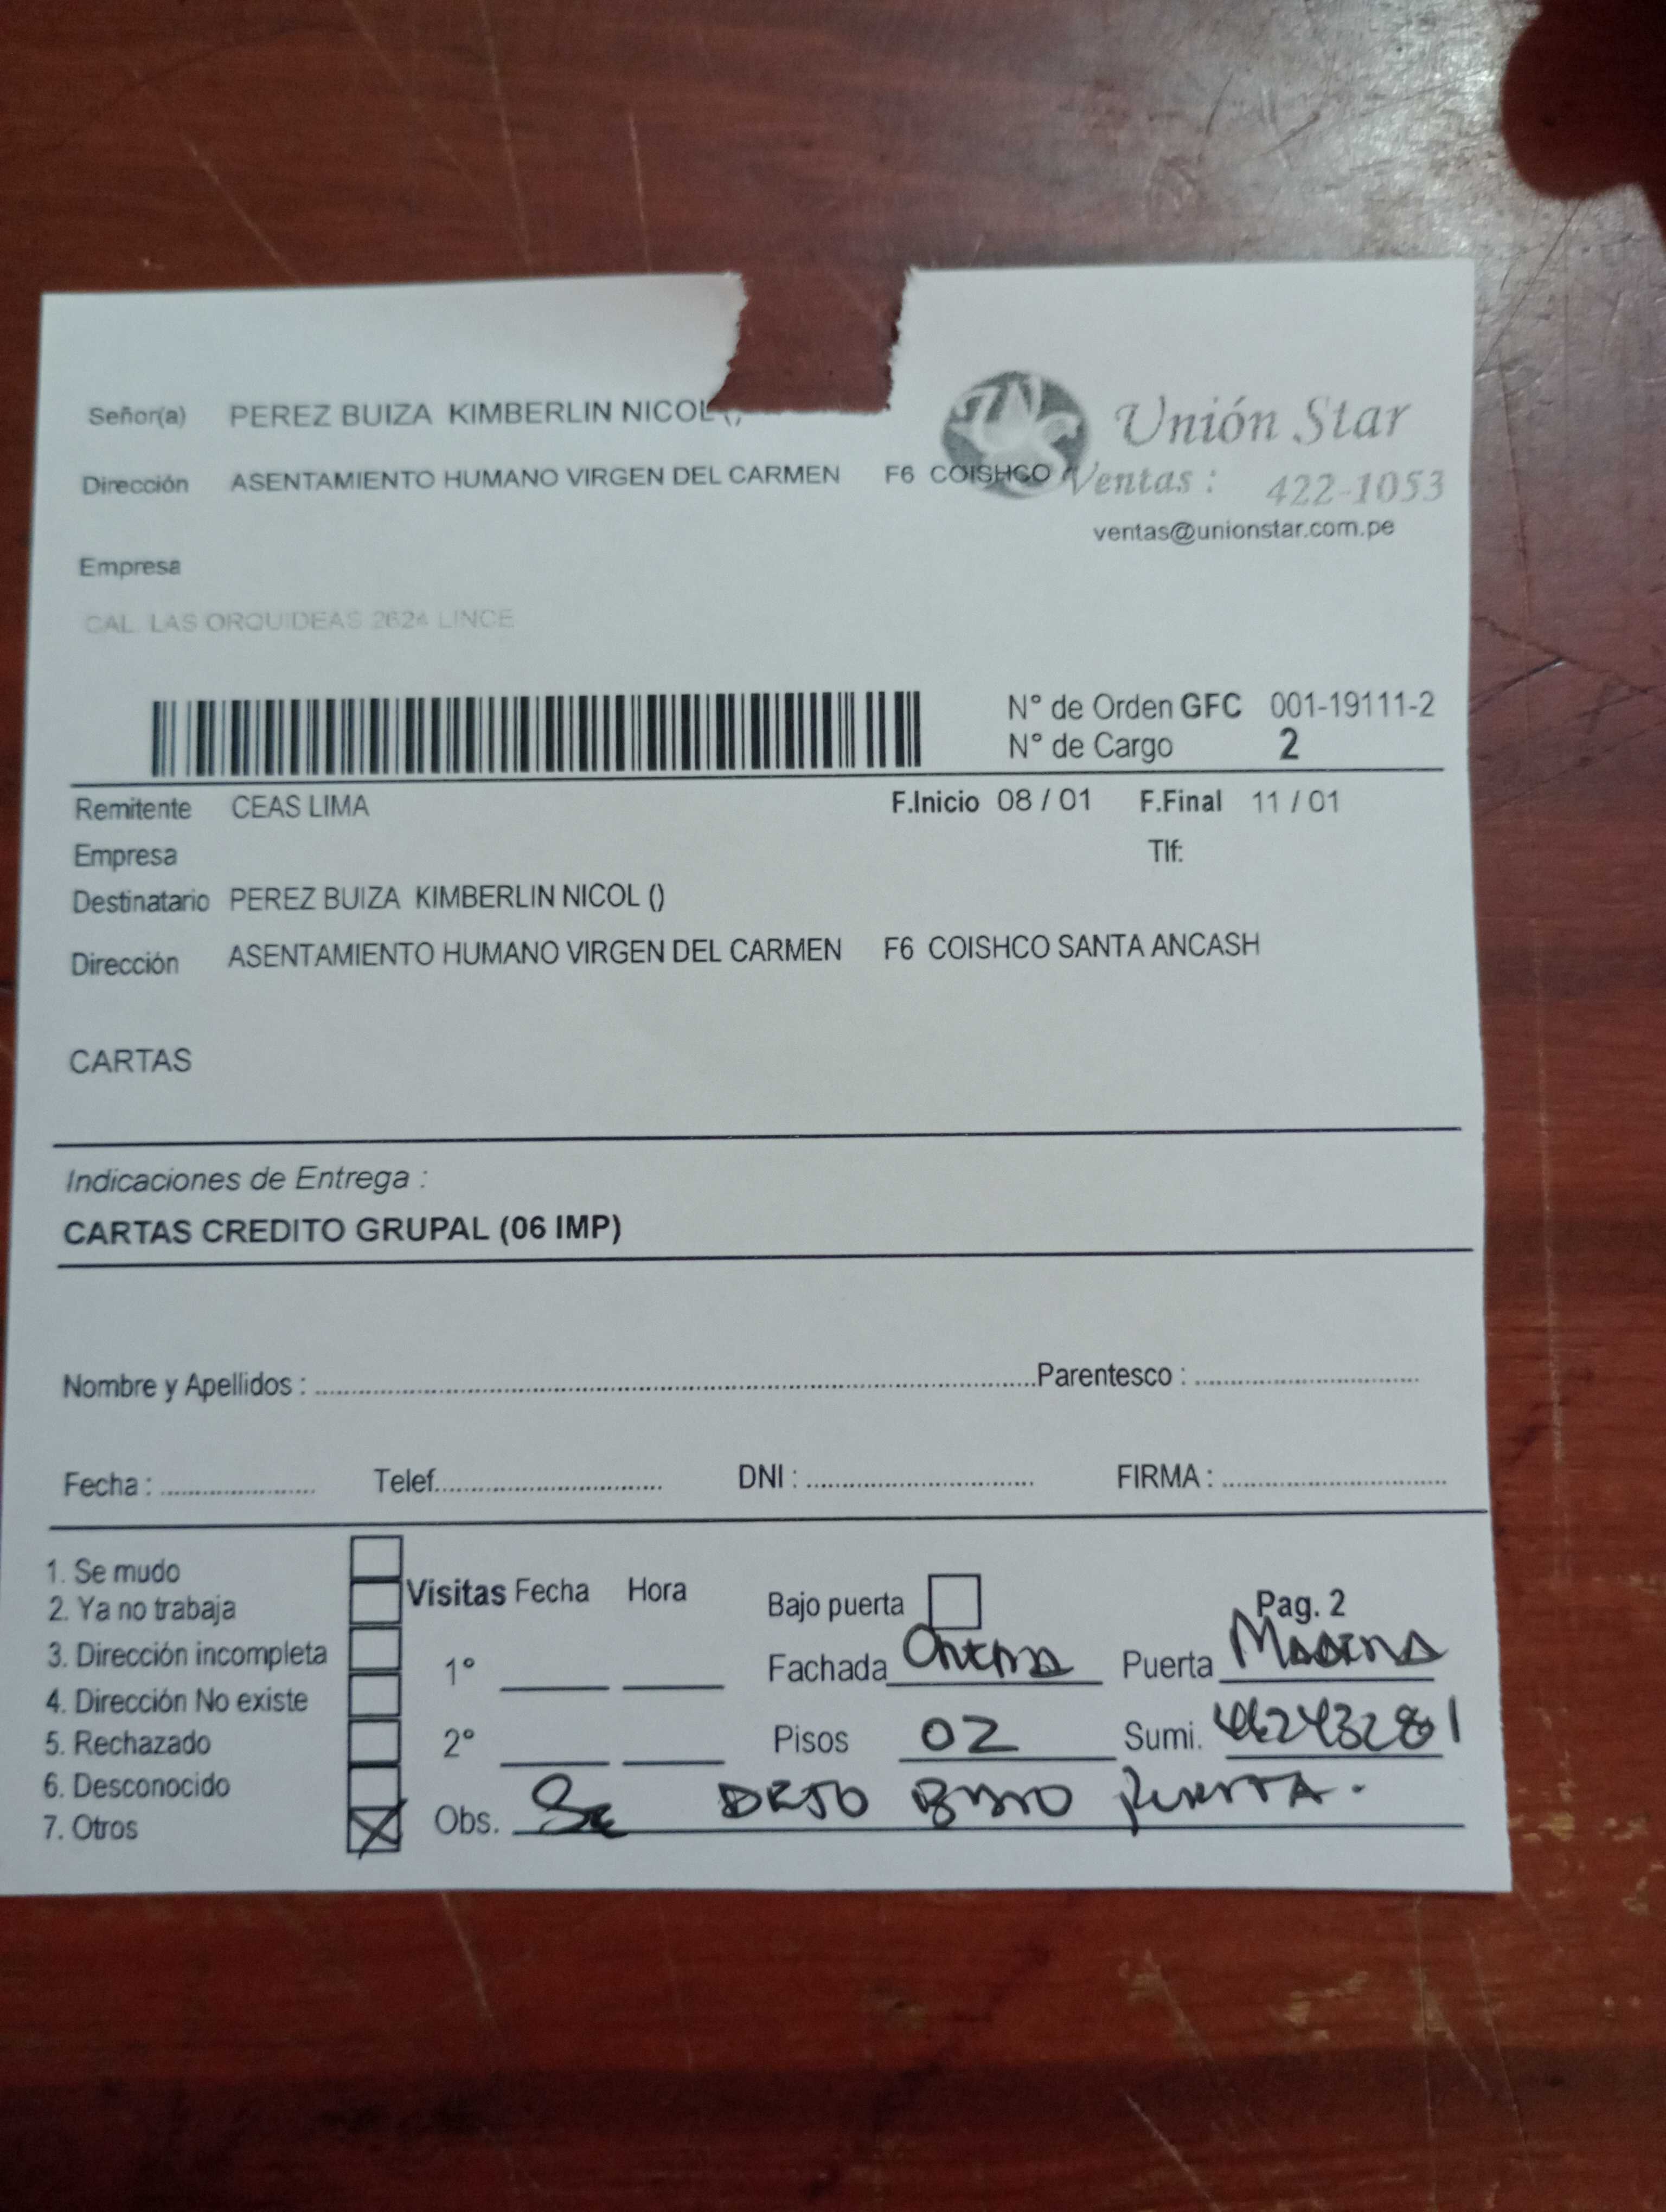 Señor(a) PEREZ BUIZA KIMBERLIN NICOL
Unión Star
Dirección ASENTAMIENTO HUMANO VIRGEN DEL CARMEN F6 COISHCO
Ventas : 422-1053
ventas@unionstar.com.pe
Empresa
CAL LAS ORQUIDEAS 2624 LINCE
N° de Orden GFC 001-19111-2
N° de Cargo 2
Remitente CEAS LIMA F.Inicio 08 / 01 F.Final 11 / 01
Empresa Tlf:
Destinatario PEREZ BUIZA KIMBERLIN NICOL ()
Dirección ASENTAMIENTO HUMANO VIRGEN DEL CARMEN F6 COISHCO SANTA ANCASH
CARTAS
Indicaciones de Entrega :
CARTAS CREDITO GRUPAL (06 IMP)
Nombre y Apellidos : Parentesco :
Fecha : Telef. DNI : FIRMA :
1. Se mudo
2. Ya no trabaja
3. Dirección incompleta
4. Dirección No existe
5. Rechazado
6. Desconocido
7. Otros
Visitas Fecha Hora
1°
2°
Bajo puerta
Pag. 2
Fachada Crema Puerta Madera
Pisos 02 Sumi.
Obs. Se DEJO BAJO PUERTA.